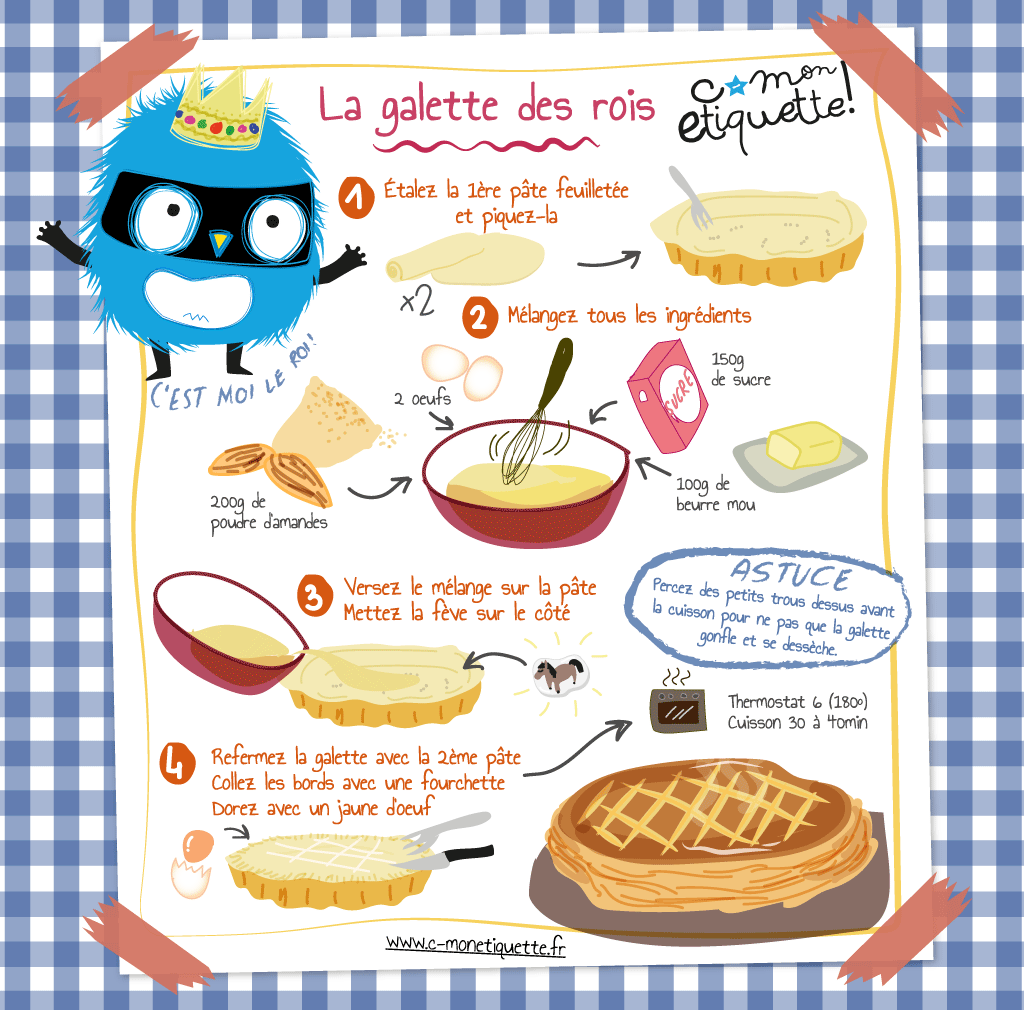 La galette des rois
c mon
etiquette!
1 Étalez la 1ère pâte feuilletée
et piquez-la
x2
2 Mélangez tous les ingrédients
C'EST MOI LE ROI!
2 oeufs
SUCRE
150g
de sucre
200g de
poudre d'amandes
100g de
beurre mou
3 Versez le mélange sur la pâte
Mettez la fève sur le côté
ASTUCE
Percez des petits trous dessus avant
la cuisson pour ne pas que la galette
gonfle et se dessèche.
Thermostat 6 (180º)
Cuisson 30 à 40min
4 Refermez la galette avec la 2ème pâte
Collez les bords avec une fourchette
Dorez avec un jaune d'oeuf
www.c-monetiquette.fr